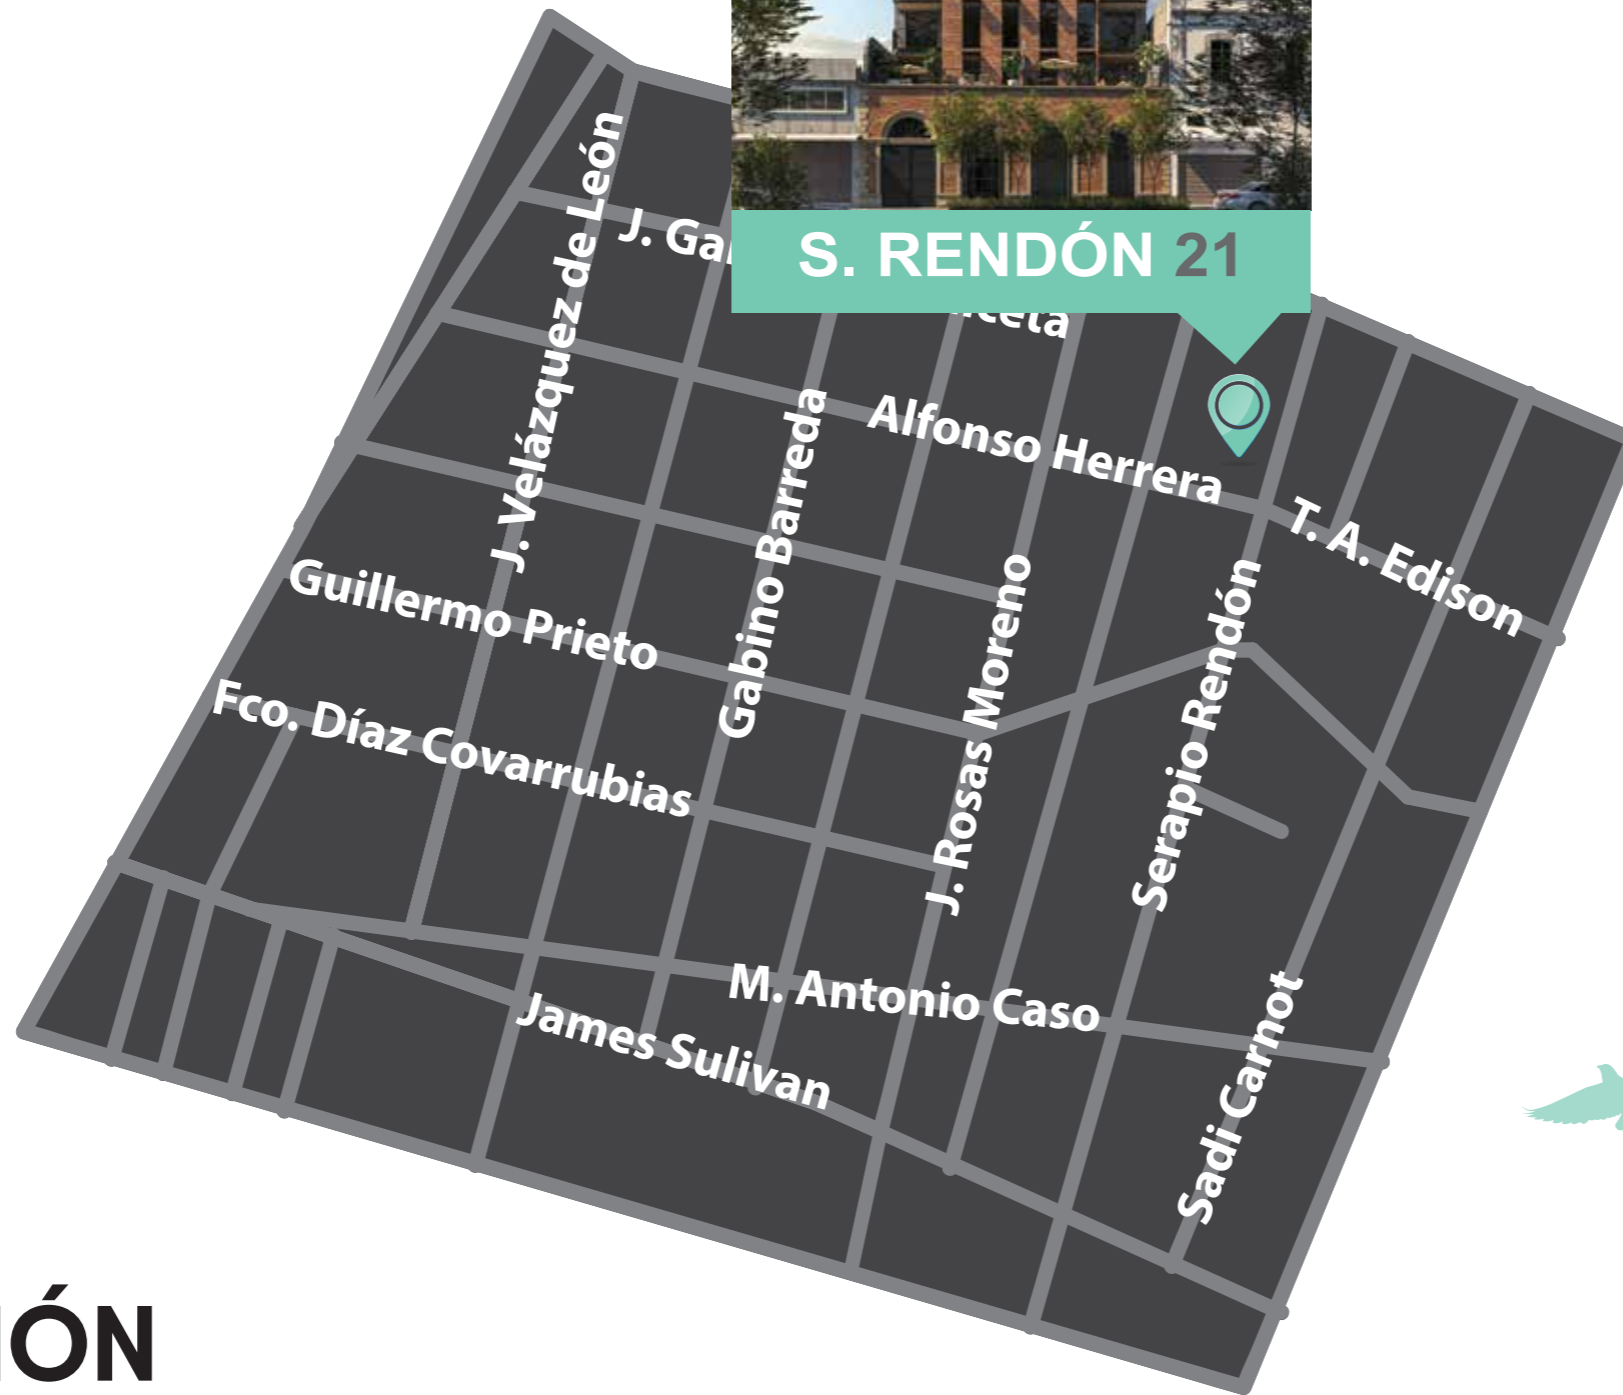 S. RENDÓN 21
J. Velázquez de León
Alfonso Herrera
T. A. Edison
Gabino Barreda
Guillermo Prieto
J. Rosas Moreno
Serapio Rendón
Fco. Díaz Covarrubias
M. Antonio Caso
James Sulivan
Sadi Carnot